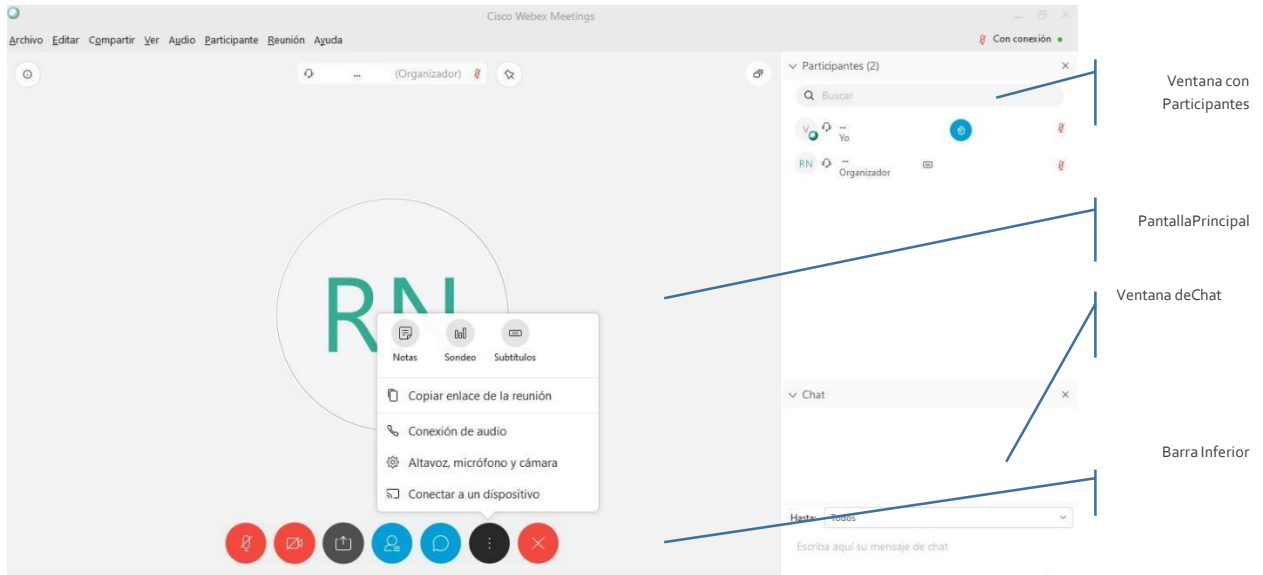 Cisco Webex Meetings
Archivo Editar Compartir Ver Audio Participante Reunión Ayuda
Con conexión
... (Organizador)
Participantes (2)
Buscar
V ...
Yo
RN ...
Organizador
Ventana con
Participantes
PantallaPrincipal
Ventana deChat
RN
Notas Sondeo Subtítulos
Copiar enlace de la reunión
Conexión de audio
Altavoz, micrófono y cámara
Conectar a un dispositivo
Chat
Barra Inferior
Hasta: Todos
Escriba aquí su mensaje de chat